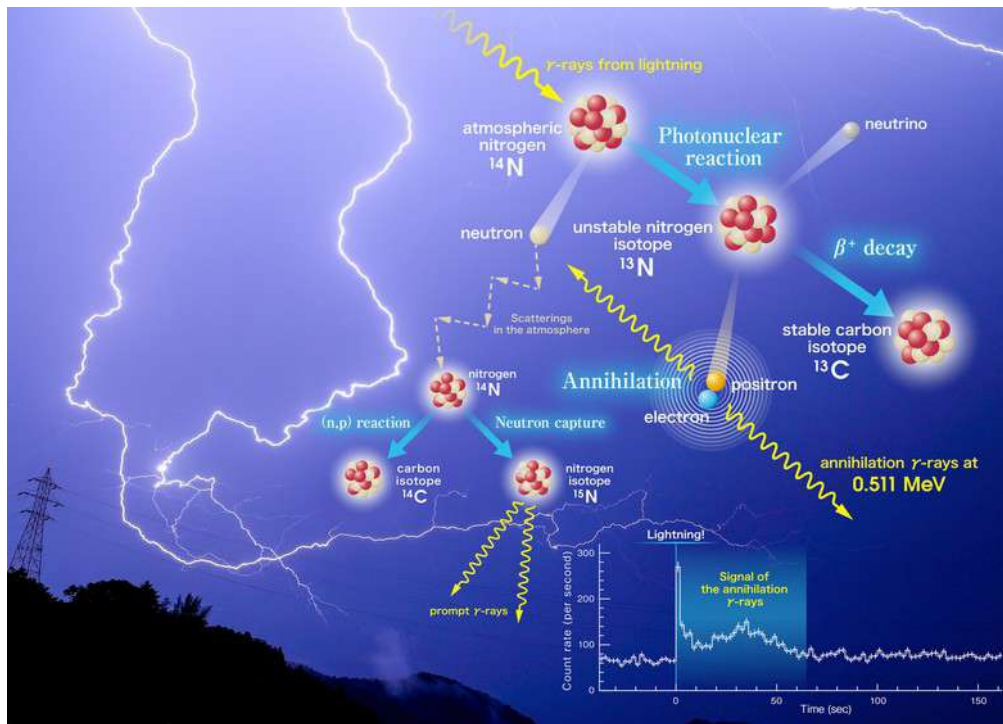 γ-rays from lightning
atmospheric
nitrogen
¹⁴N
Photonuclear
reaction
neutrino
neutron
unstable nitrogen
isotope
¹³N
β⁺ decay
Scatterings
in the atmosphere
stable carbon
isotope
¹³C
nitrogen
¹⁴N
Annihilation
positron
electron
(n,p) reaction
Neutron capture
carbon
isotope
¹⁴C
nitrogen
isotope
¹⁵N
annihilation γ-rays at
0.511 MeV
prompt γ-rays
Lightning!
Signal of
the annihilation
γ-rays
Count rate (per second)
300
200
100
0
0
50
100
150
Time (sec)